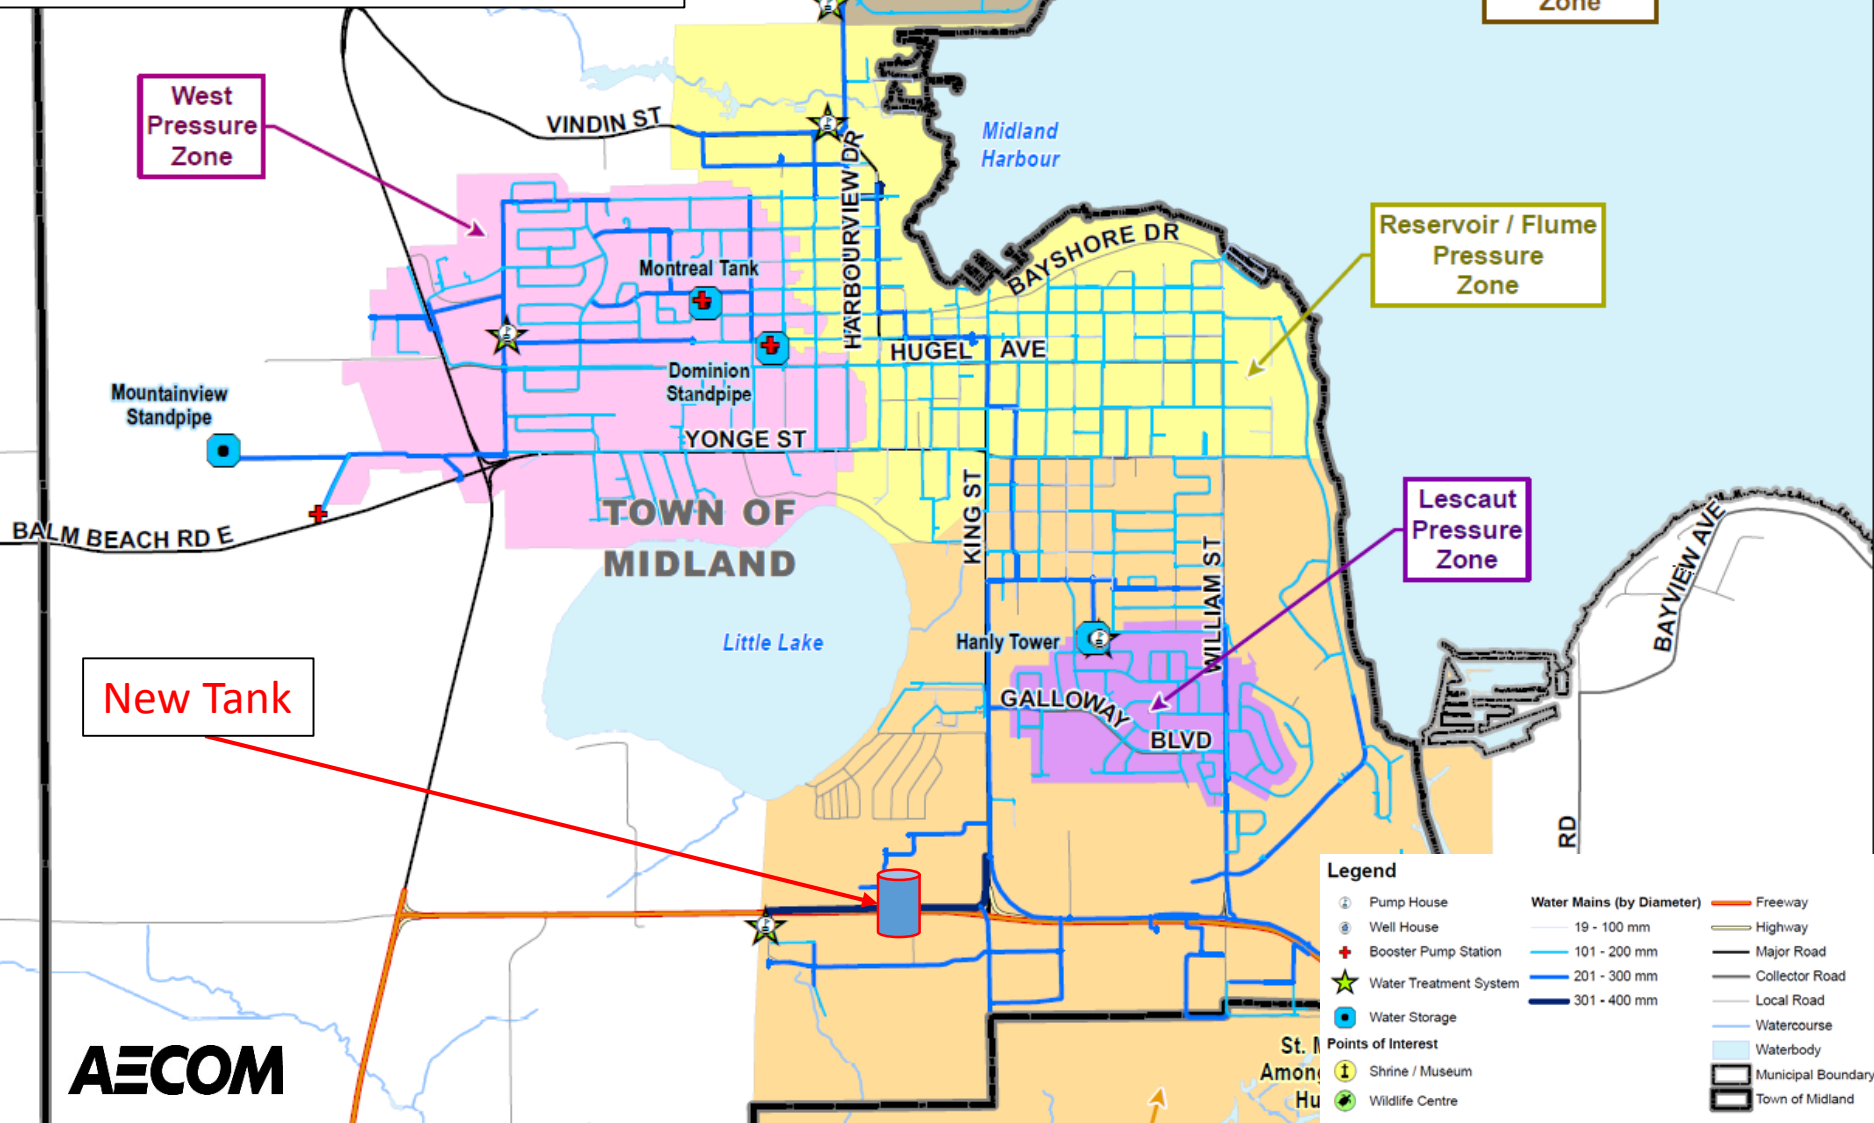 Zone
West
Pressure
Zone
VINDIN ST
HARBOURVIEW DR
Midland
Harbour
BAYSHORE DR
Reservoir / Flume
Pressure
Zone
Montreal Tank
HUGEL AVE
Dominion
Standpipe
Mountainview
Standpipe
YONGE ST
KING ST
TOWN OF
MIDLAND
BALM BEACH RD E
Lescaut
Pressure
Zone
WILLIAM ST
BAYVIEW AVE
Little Lake
Hanly Tower
GALLOWAY
BLVD
New Tank
RD
AECOM
St.
Among
Hu
Legend
Pump House
Well House
Booster Pump Station
Water Treatment System
Water Storage
Points of Interest
Shrine / Museum
Wildlife Centre
Water Mains (by Diameter)
19 - 100 mm
101 - 200 mm
201 - 300 mm
301 - 400 mm
Freeway
Highway
Major Road
Collector Road
Local Road
Watercourse
Waterbody
Municipal Boundary
Town of Midland